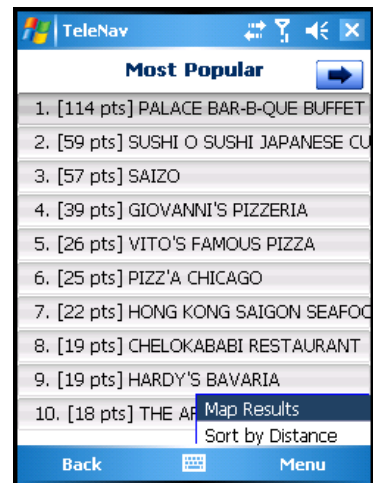 TeleNav
Most Popular
1. [114 pts] PALACE BAR-B-QUE BUFFET
2. [59 pts] SUSHI O SUSHI JAPANESE CU
3. [57 pts] SAIZO
4. [39 pts] GIOVANNI'S PIZZERIA
5. [26 pts] VITO'S FAMOUS PIZZA
6. [25 pts] PIZZ'A CHICAGO
7. [22 pts] HONG KONG SAIGON SEAFOO
8. [19 pts] CHELOKABABI RESTAURANT
9. [19 pts] HARDY'S BAVARIA
10. [18 pts] THE
Map Results
Sort by Distance
Back
Menu